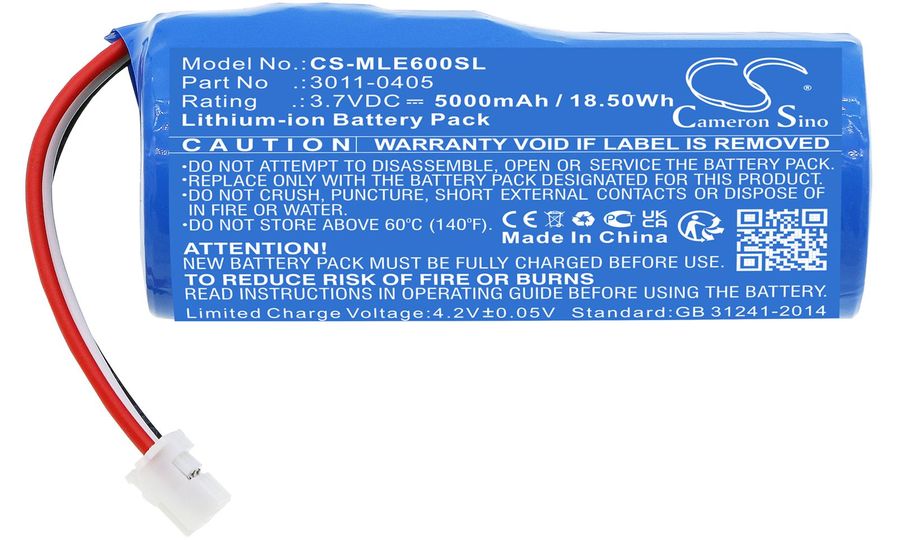 Model No.: CS-MLE600SL
Part No : 3011-0405
Rating : 3.7VDC⎓ 5000mAh / 18.50Wh
Lithium-ion Battery Pack
CS ®
Cameron Sino
CAUTION WARRANTY VOID IF LABEL IS REMOVED
•DO NOT ATTEMPT TO DISASSEMBLE, OPEN OR SERVICE THE BATTERY PACK.
•REPLACE ONLY WITH THE BATTERY PACK DESIGNATED FOR THIS PRODUCT.
•DO NOT CRUSH, PUNCTURE, SHORT EXTERNAL CONTACTS OR DISPOSE OF
IN FIRE OR WATER.
•DO NOT STORE ABOVE 60°C (140°F).
CE PCT UK CA
Made In China
ATTENTION!
NEW BATTERY PACK MUST BE FULLY CHARGED BEFORE USE.
TO REDUCE RISK OF FIRE OR BURNS
READ INSTRUCTIONS IN OPERATING GUIDE BEFORE USING BATTERY.
Limited Charge Voltage:4.2V±0.05V Standard:GB 31241-2014